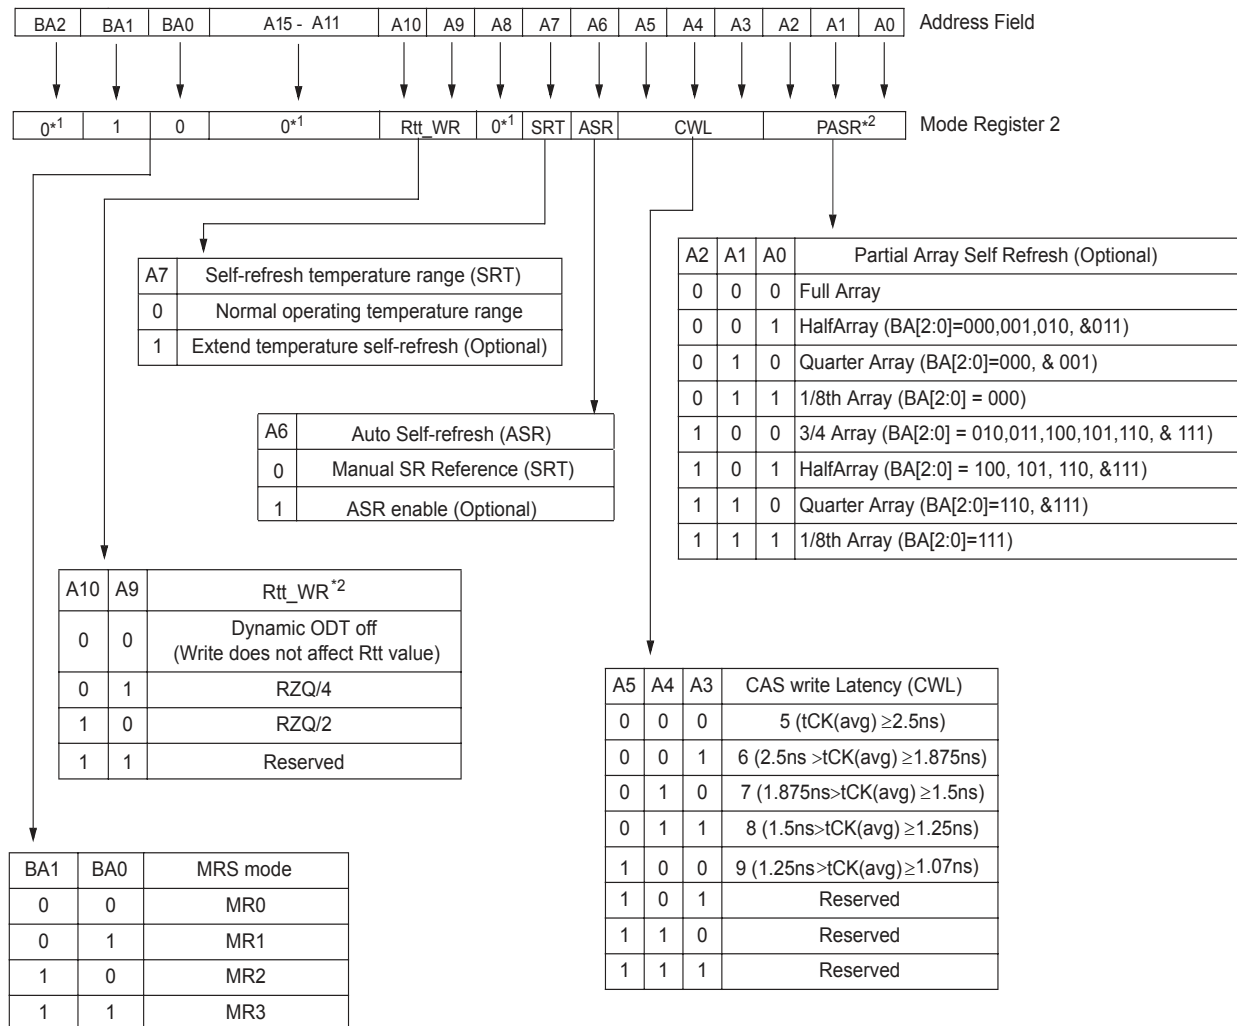 BA2 BA1 BA0 A15 - A11 A10 A9 A8 A7 A6 A5 A4 A3 A2 A1 A0 Address Field
0*1 1 0 0*1 Rtt_WR 0*1 SRT ASR CWL PASR*2 Mode Register 2
A7 Self-refresh temperature range (SRT)
0 Normal operating temperature range
1 Extend temperature self-refresh (Optional)
A2 A1 A0 Partial Array Self Refresh (Optional)
0 0 0 Full Array
0 0 1 HalfArray (BA[2:0]=000,001,010, &011)
0 1 0 Quarter Array (BA[2:0]=000, & 001)
0 1 1 1/8th Array (BA[2:0] = 000)
1 0 0 3/4 Array (BA[2:0] = 010,011,100,101,110, & 111)
1 0 1 HalfArray (BA[2:0] = 100, 101, 110, &111)
1 1 0 Quarter Array (BA[2:0]=110, &111)
1 1 1 1/8th Array (BA[2:0]=111)
A6 Auto Self-refresh (ASR)
0 Manual SR Reference (SRT)
1 ASR enable (Optional)
A10 A9 Rtt_WR*2
0 0 Dynamic ODT off
(Write does not affect Rtt value)
0 1 RZQ/4
1 0 RZQ/2
1 1 Reserved
A5 A4 A3 CAS write Latency (CWL)
0 0 0 5 (tCK(avg) ≥2.5ns)
0 0 1 6 (2.5ns >tCK(avg) ≥1.875ns)
0 1 0 7 (1.875ns>tCK(avg) ≥1.5ns)
0 1 1 8 (1.5ns>tCK(avg) ≥1.25ns)
1 0 0 9 (1.25ns>tCK(avg) ≥1.07ns)
1 0 1 Reserved
1 1 0 Reserved
1 1 1 Reserved
BA1 BA0 MRS mode
0 0 MR0
0 1 MR1
1 0 MR2
1 1 MR3